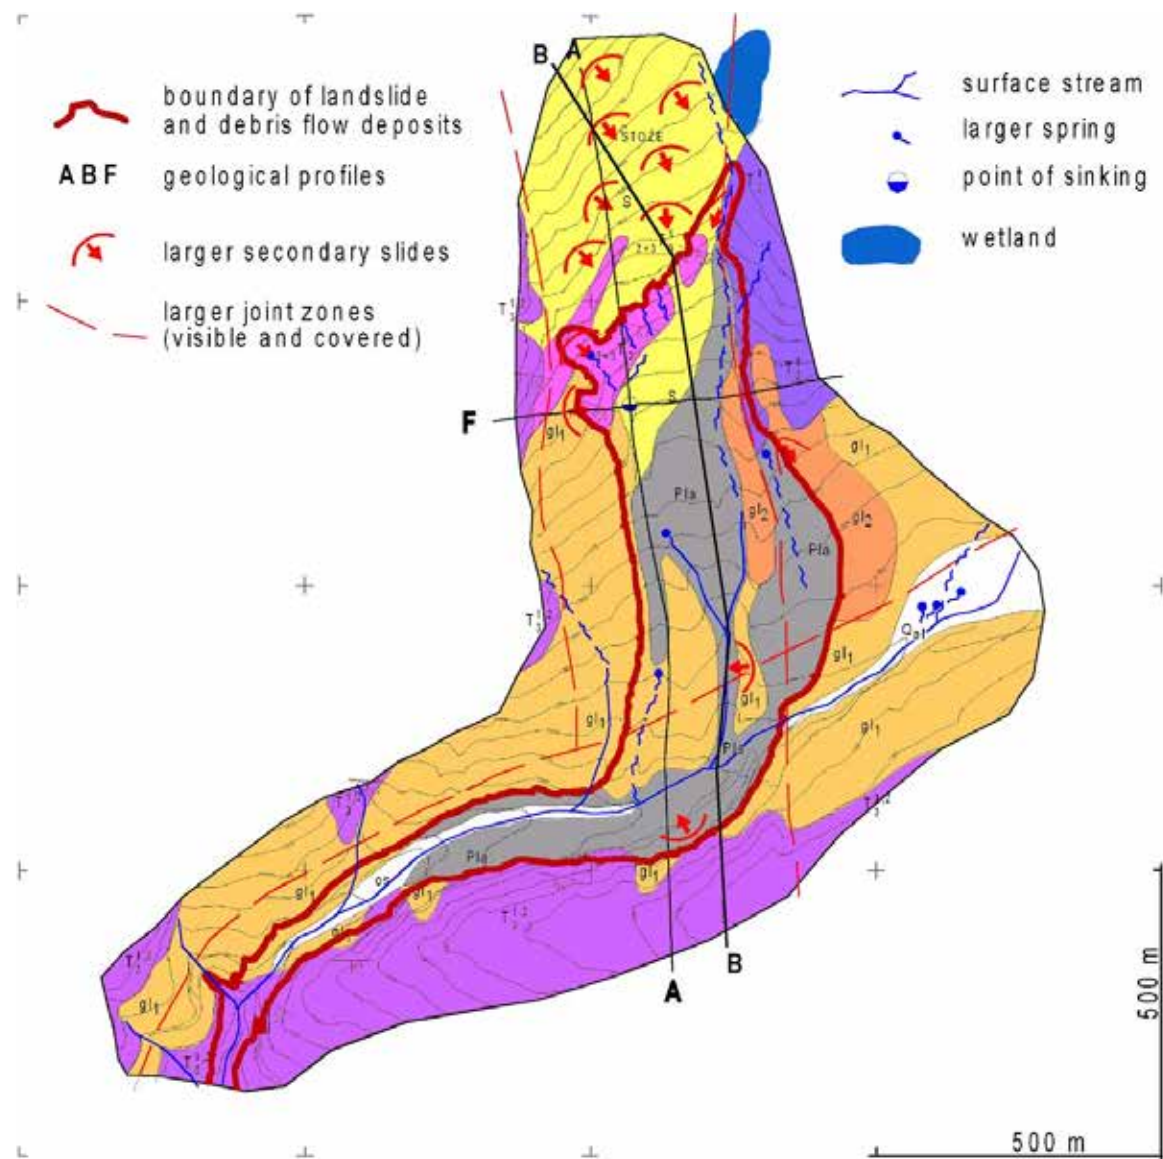 B A
boundary of landslide
and debris flow deposits
A B F geological profiles
larger secondary slides
larger joint zones
(visible and covered)
surface stream
larger spring
point of sinking
wetland
STOŽE
S
S
F
gl1
gl1
Pla
gl2
gl2
Pla
gl1
gl1
gl1
gl1
Pla
Pla
gl1
gl1
gl1
gl1
B
A
500 m
500 m